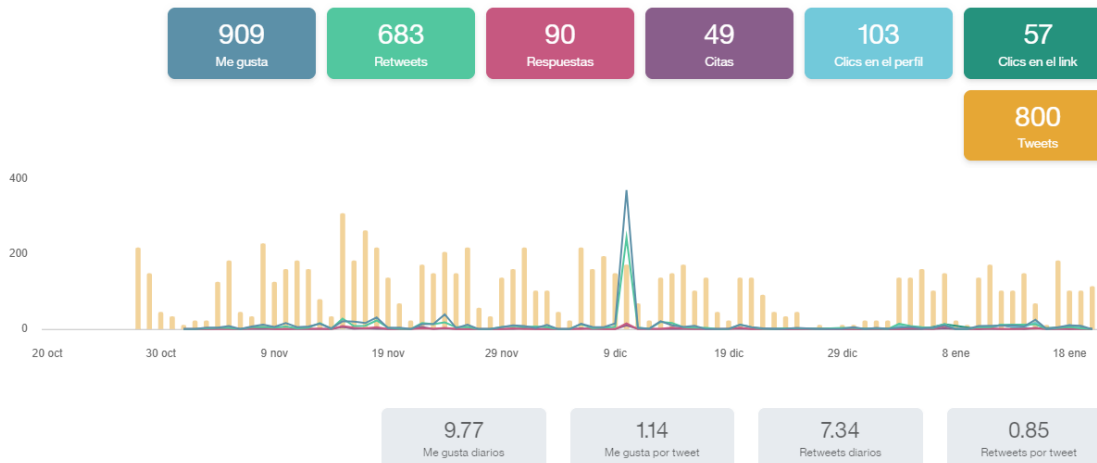 909
Me gusta
683
Retweets
90
Respuestas
49
Citas
103
Clics en el perfil
57
Clics en el link
800
Tweets
400
200
0
20 oct
30 oct
9 nov
19 nov
29 nov
9 dic
19 dic
29 dic
8 ene
18 ene
9.77
Me gusta diarios
1.14
Me gusta por tweet
7.34
Retweets diarios
0.85
Retweets por tweet